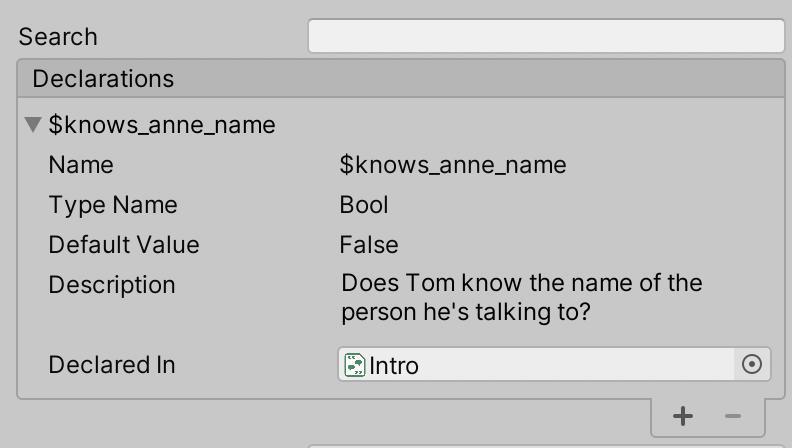 Search
Declarations
$knows_anne_name
Name $knows_anne_name
Type Name Bool
Default Value False
Description Does Tom know the name of the
person he's talking to?
Declared In Intro